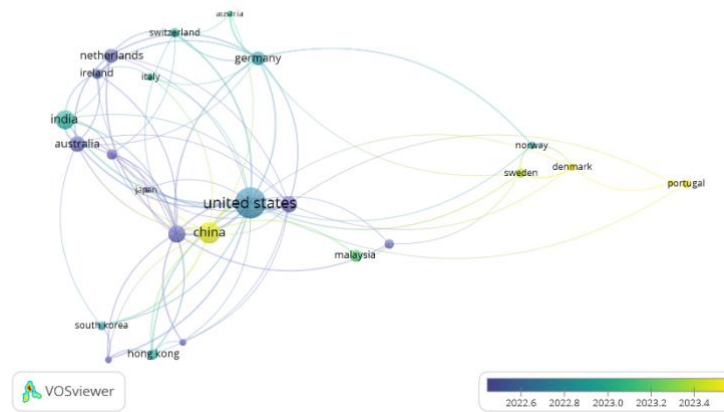 austria
switzerland
netherlands
germany
ireland
italy
india
australia
norway
denmark
sweden
japan
portugal
united states
china
malaysia
south korea
hong kong
VOSviewer
2022.6 2022.8 2023.0 2023.2 2023.4